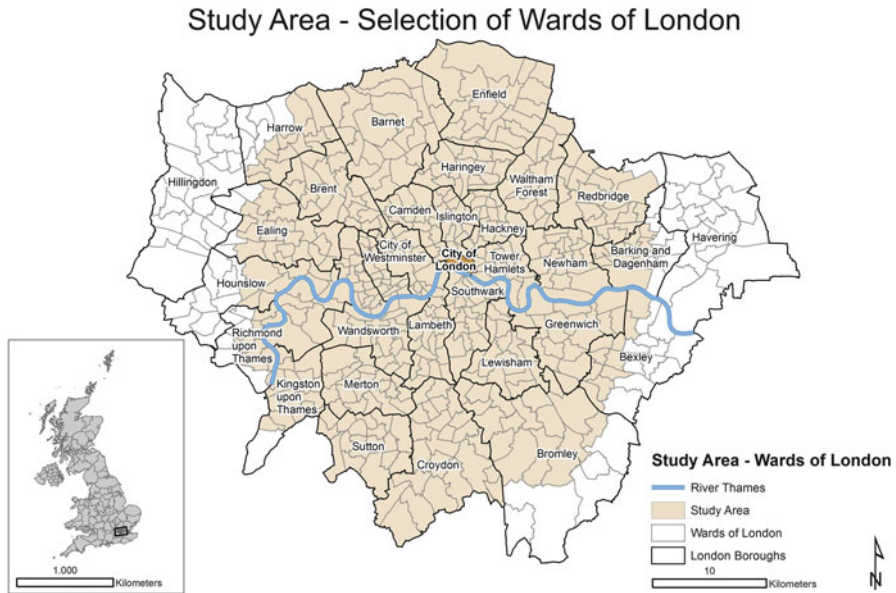 Study Area - Selection of Wards of London
Enfield
Barnet
Harrow
Haringey
Waltham
Forest
Hillingdon
Redbridge
Brent
Camden
Islington
Havering
Hackney
Ealing
City of
Westminster
City of
London
Tower
Hamlets
Newham
Barking and
Dagenham
Hounslow
Southwark
Richmond
upon
Thames
Wandsworth
Lambeth
Greenwich
Bexley
Lewisham
Kingston
upon
Thames
Merton
Sutton
Croydon
Bromley
Study Area - Wards of London
River Thames
Study Area
Wards of London
London Boroughs
10
Kilometers
N
1.000
Kilometers